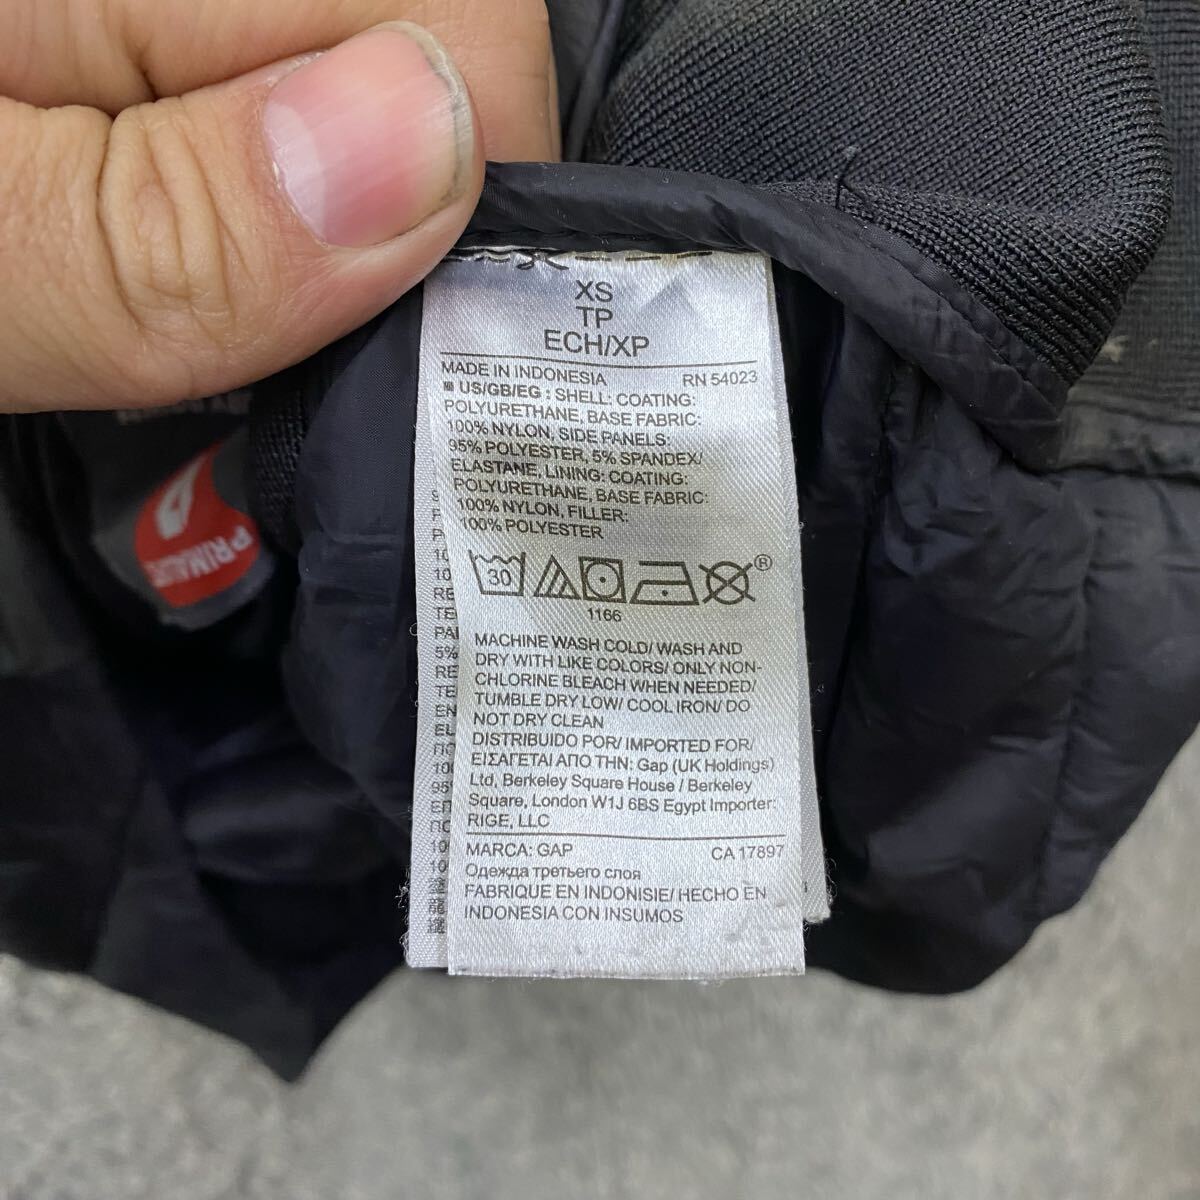 XS
TP
ECH/XP
MADE IN INDONESIA RN 54023
US/GB/EG : SHELL: COATING:
POLYURETHANE, BASE FABRIC:
100% NYLON, SIDE PANELS:
95% POLYESTER, 5% SPANDEX/
ELASTANE, LINING: COATING:
POLYURETHANE, BASE FABRIC:
100% NYLON, FILLER:
100% POLYESTER
30
®
1166
MACHINE WASH COLD/ WASH AND
DRY WITH LIKE COLORS/ ONLY NON-
CHLORINE BLEACH WHEN NEEDED/
TUMBLE DRY LOW/ COOL IRON/ DO
NOT DRY CLEAN
DISTRIBUIDO POR/ IMPORTED FOR/
ΕΙΣΑΓΕΤΑΙ ΑΠΟ ΤΗΝ: Gap (UK Holdings)
Ltd, Berkeley Square House / Berkeley
Square, London W1J 6BS Egypt Importer:
RIGE, LLC
MARCA: GAP CA 17897
Одежда третьего слоя
FABRIQUE EN INDONISIE/ HECHO EN
INDONESIA CON INSUMOS
PRIMALO